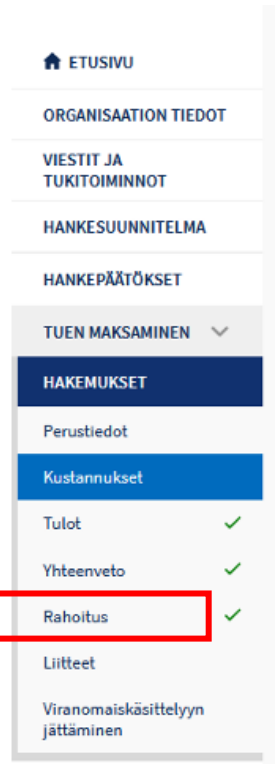 ETUSIVU
ORGANISAATION TIEDOT
VIESTIT JA
TUKITOIMINNOT
HANKESUUNNITELMA
HANKEPÄÄTÖKSET
TUEN MAKSAMINEN
HAKEMUKSET
Perustiedot
Kustannukset
Tulot
Yhteenveto
Rahoitus
Liitteet
Viranomaiskäsittelyyn
jättäminen